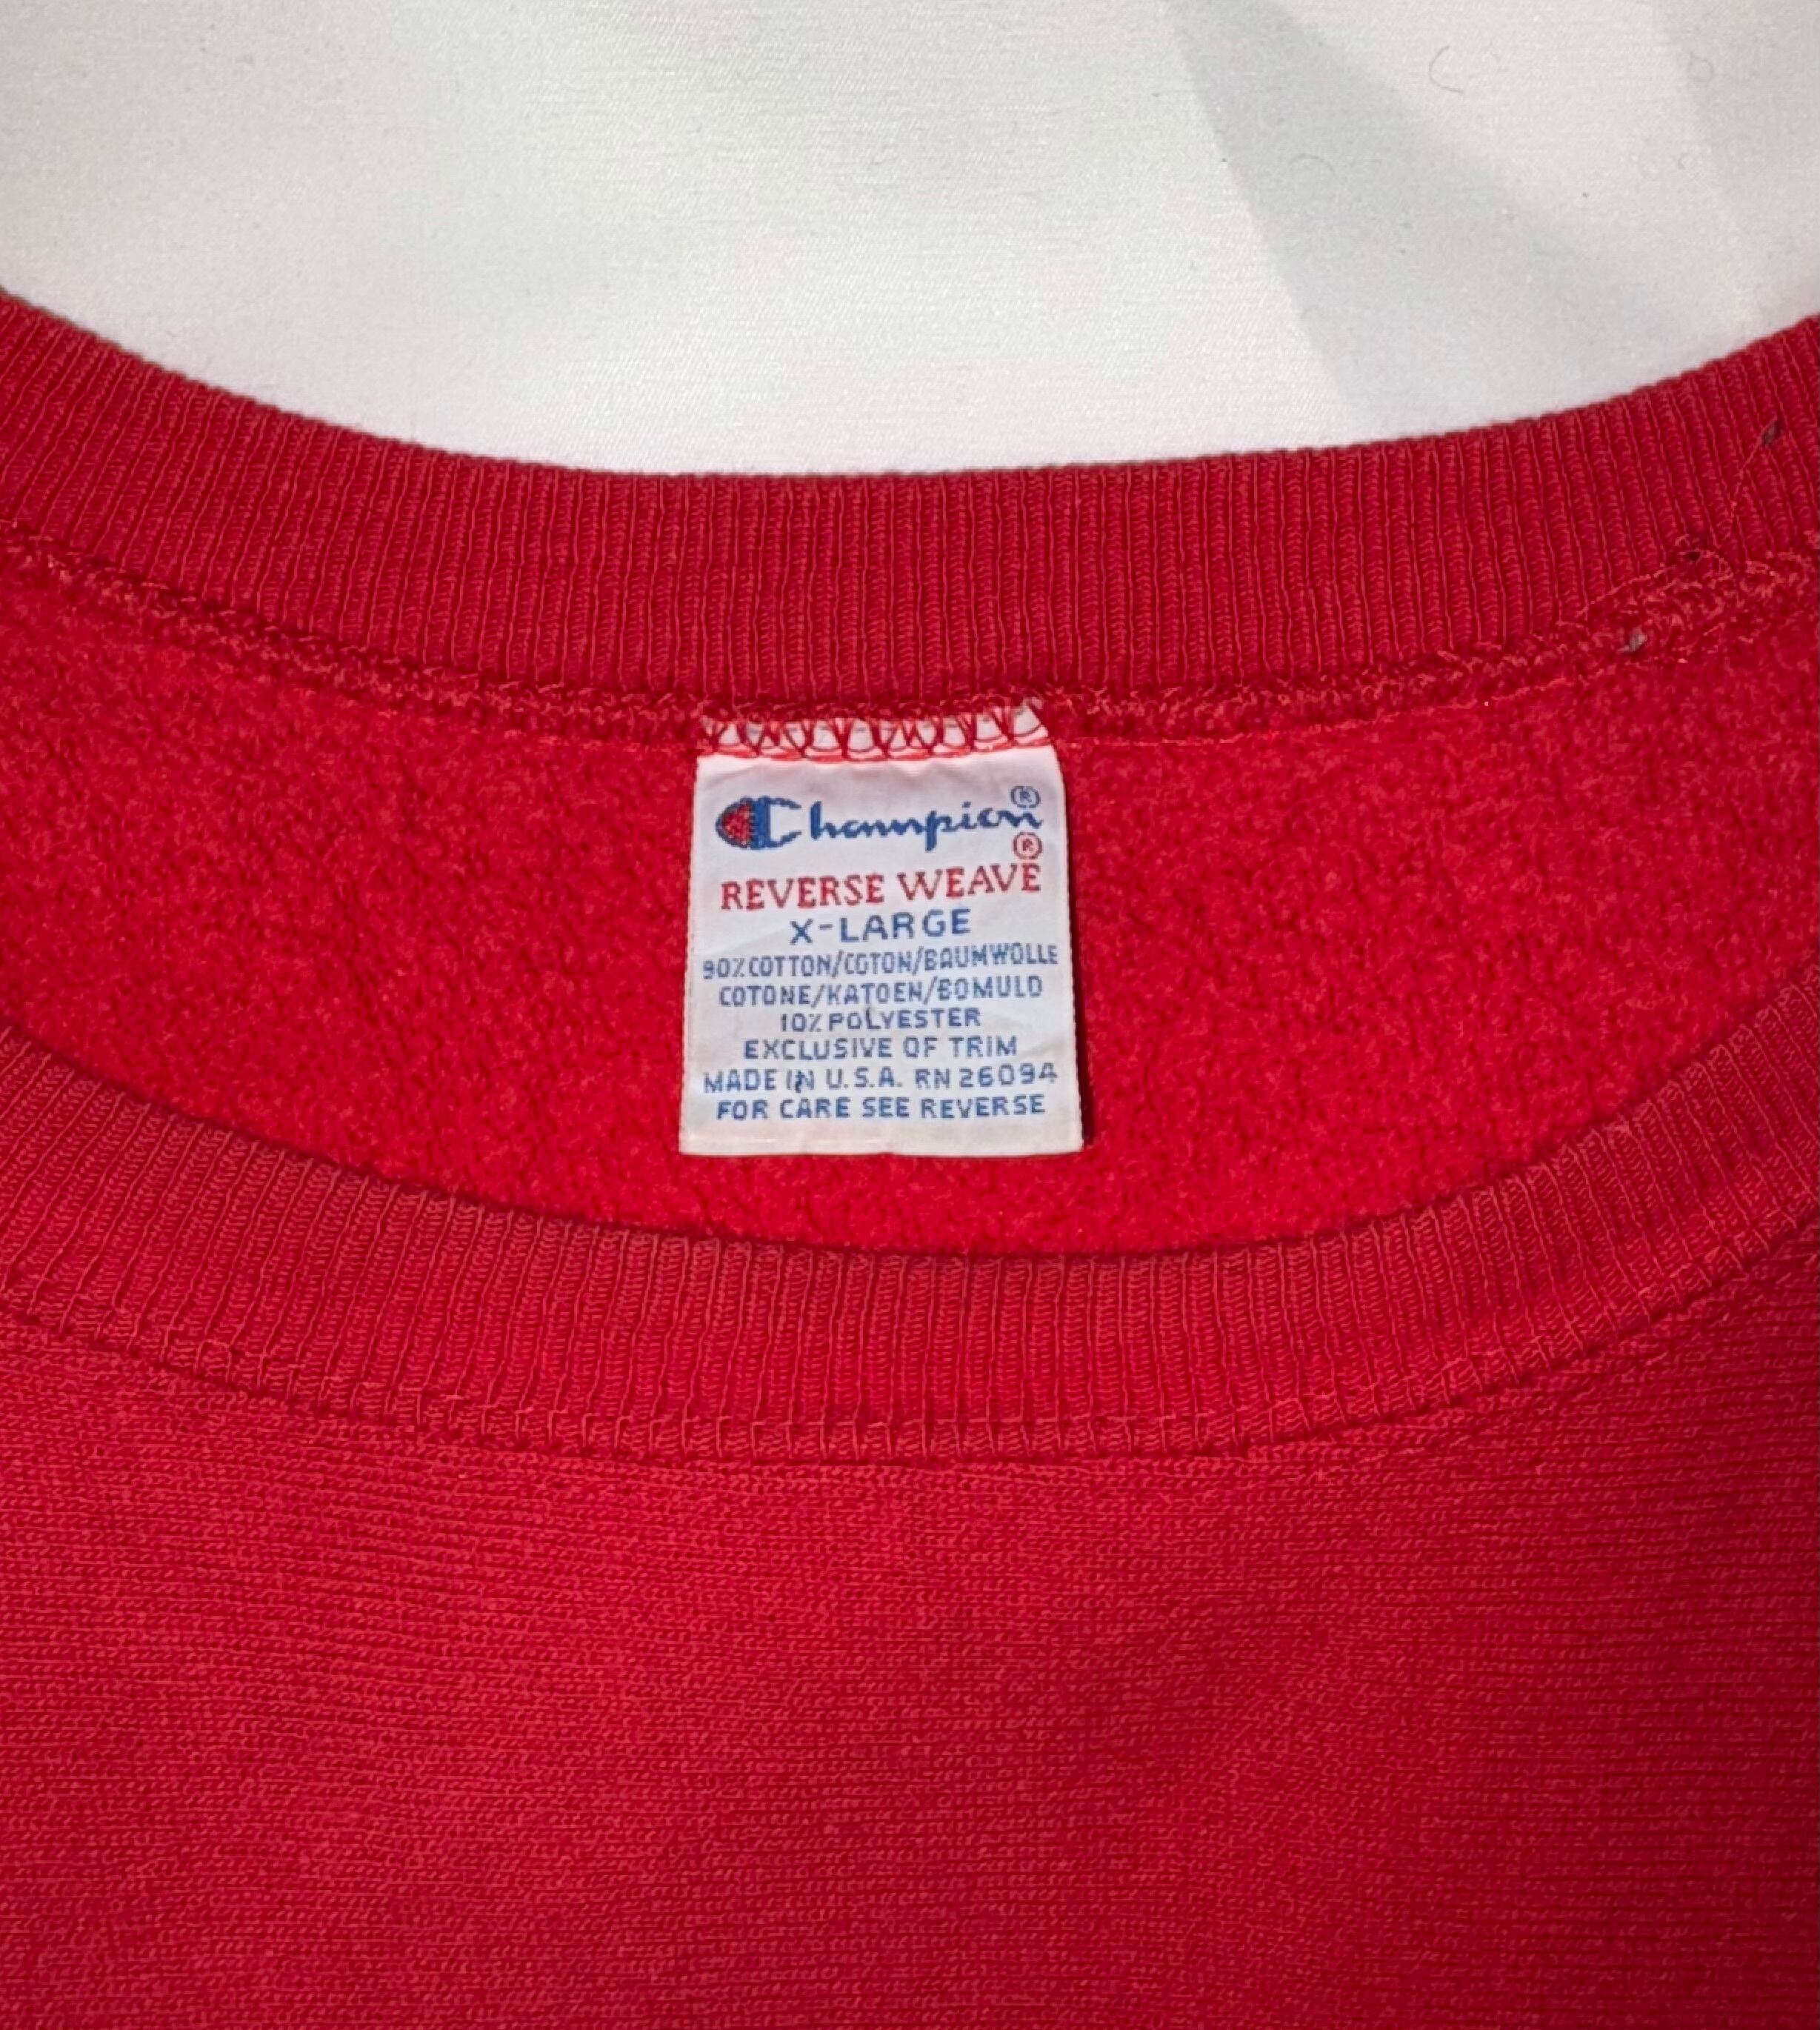 Champion®
REVERSE WEAVE®
X-LARGE
90% COTTON/COTON/BAUMWOLLE
COTONE/KATOEN/BOMULD
10% POLYESTER
EXCLUSIVE OF TRIM
MADE IN U.S.A. RN 26094
FOR CARE SEE REVERSE